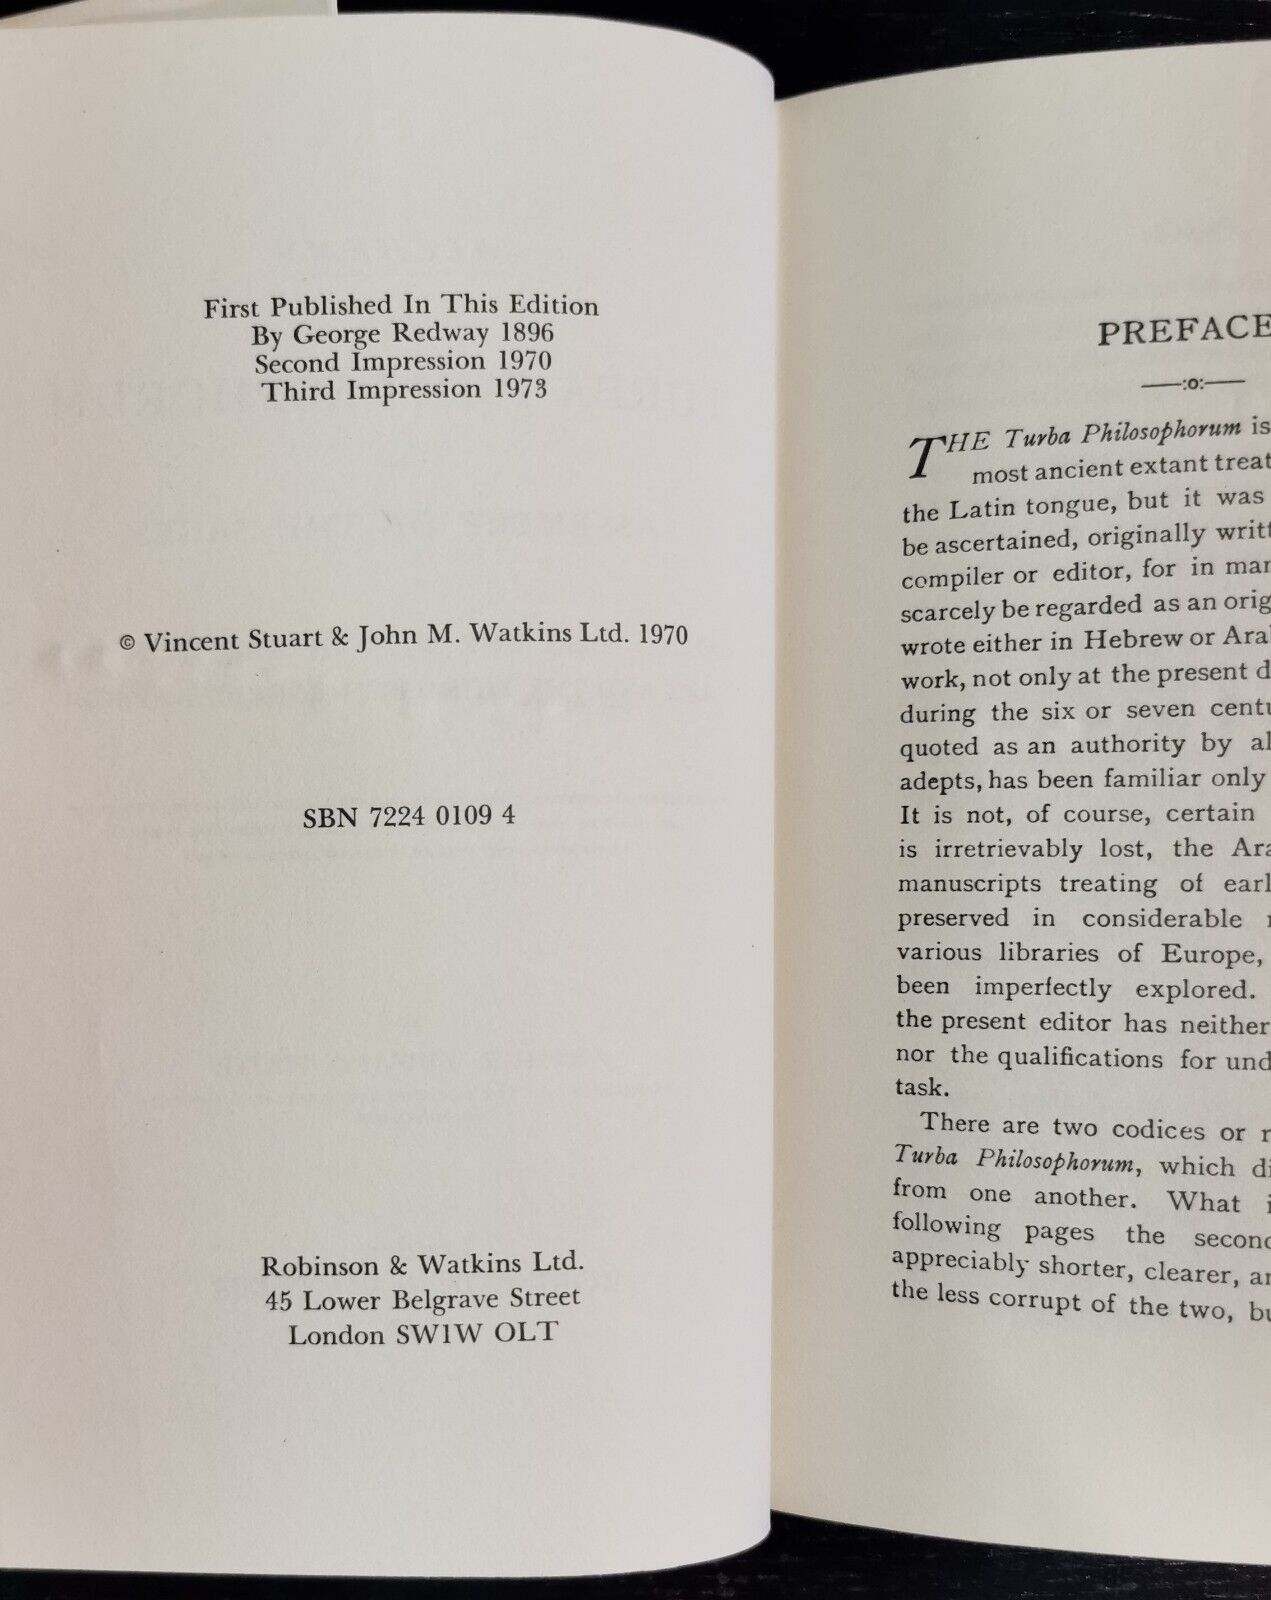 First Published In This Edition
By George Redway 1896
Second Impression 1970
Third Impression 1973
© Vincent Stuart & John M. Watkins Ltd. 1970
SBN 7224 0109 4
Robinson & Watkins Ltd.
45 Lower Belgrave Street
London SW1W OLT
PREFACE
—:o:—
THE Turba Philosophorum is
most ancient extant treat
the Latin tongue, but it was
be ascertained, originally writt
compiler or editor, for in man
scarcely be regarded as an orig
wrote either in Hebrew or Ara
work, not only at the present d
during the six or seven centu
quoted as an authority by al
adepts, has been familiar only
It is not, of course, certain
is irretrievably lost, the Ara
manuscripts treating of earl
preserved in considerable
various libraries of Europe,
been imperfectly explored.
the present editor has neither
nor the qualifications for und
task.
There are two codices or r
Turba Philosophorum, which di
from one another. What i
following pages the second
appreciably shorter, clearer, an
the less corrupt of the two, bu